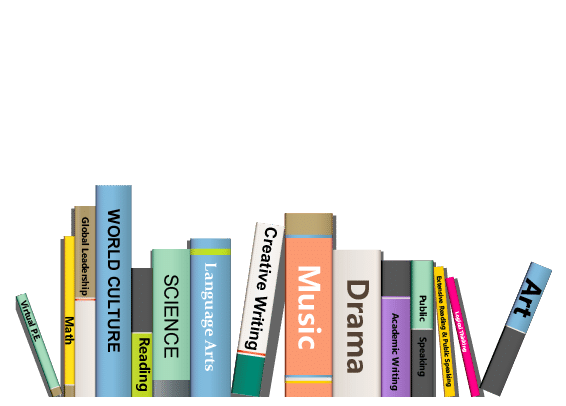 Virtual P.E.
Math
Global Leadership
WORLD CULTURE
Reading
SCIENCE
Language Arts
Creative Writing
Music
Drama
Academic Writing
Public Speaking
Extensive Reading & Public Speaking
Logical Thinking
Art